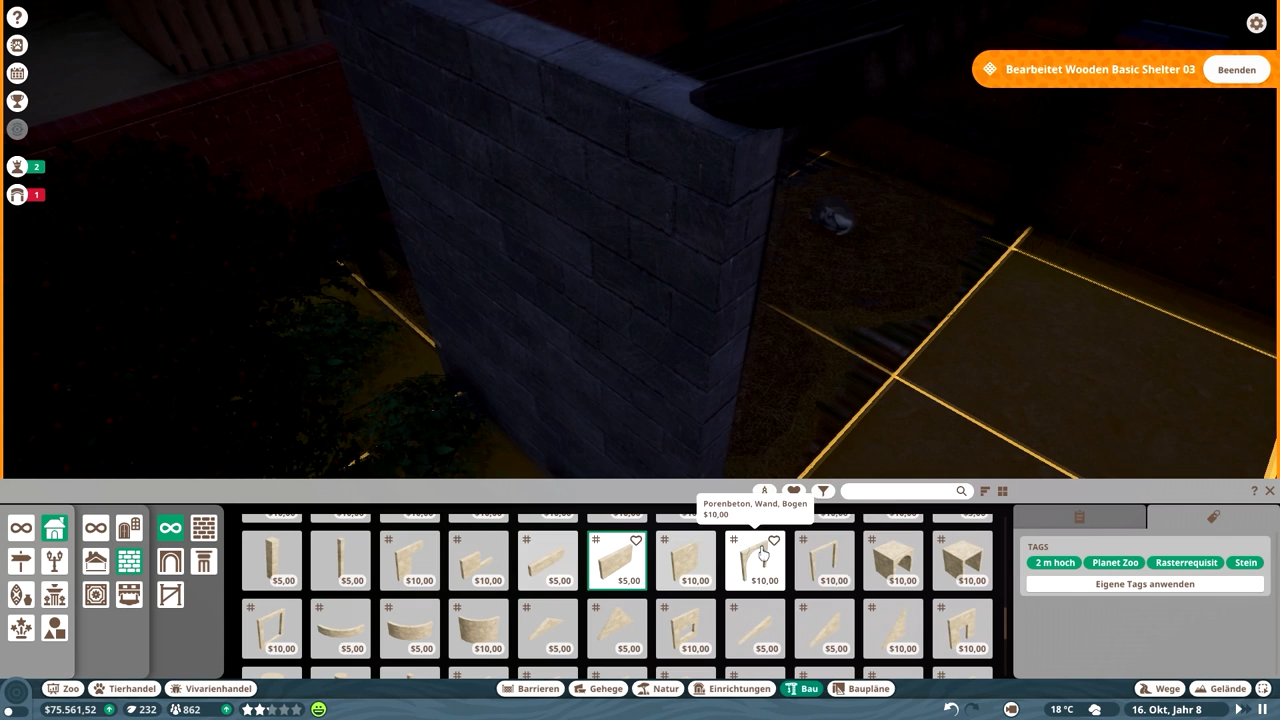 ?
Bearbeitet Wooden Basic Shelter 03
Beenden
2
1
Porenbeton, Wand, Bogen
$10,00
?
$5,00
$5,00
$10,00
$10,00
$5,00
$5,00
$10,00
$10,00
$10,00
$10,00
$10,00
$10,00
$5,00
$5,00
$10,00
$5,00
$5,00
$10,00
$5,00
$5,00
$10,00
$10,00
TAGS
2 m hoch
Planet Zoo
Rasterrequisit
Stein
Eigene Tags anwenden
Zoo
Tierhandel
Vivarienhandel
Barrieren
Gehege
Natur
Einrichtungen
Bau
Baupläne
Wege
Gelände
$75.561,52
232
862
18 °C
16. Okt, Jahr 8